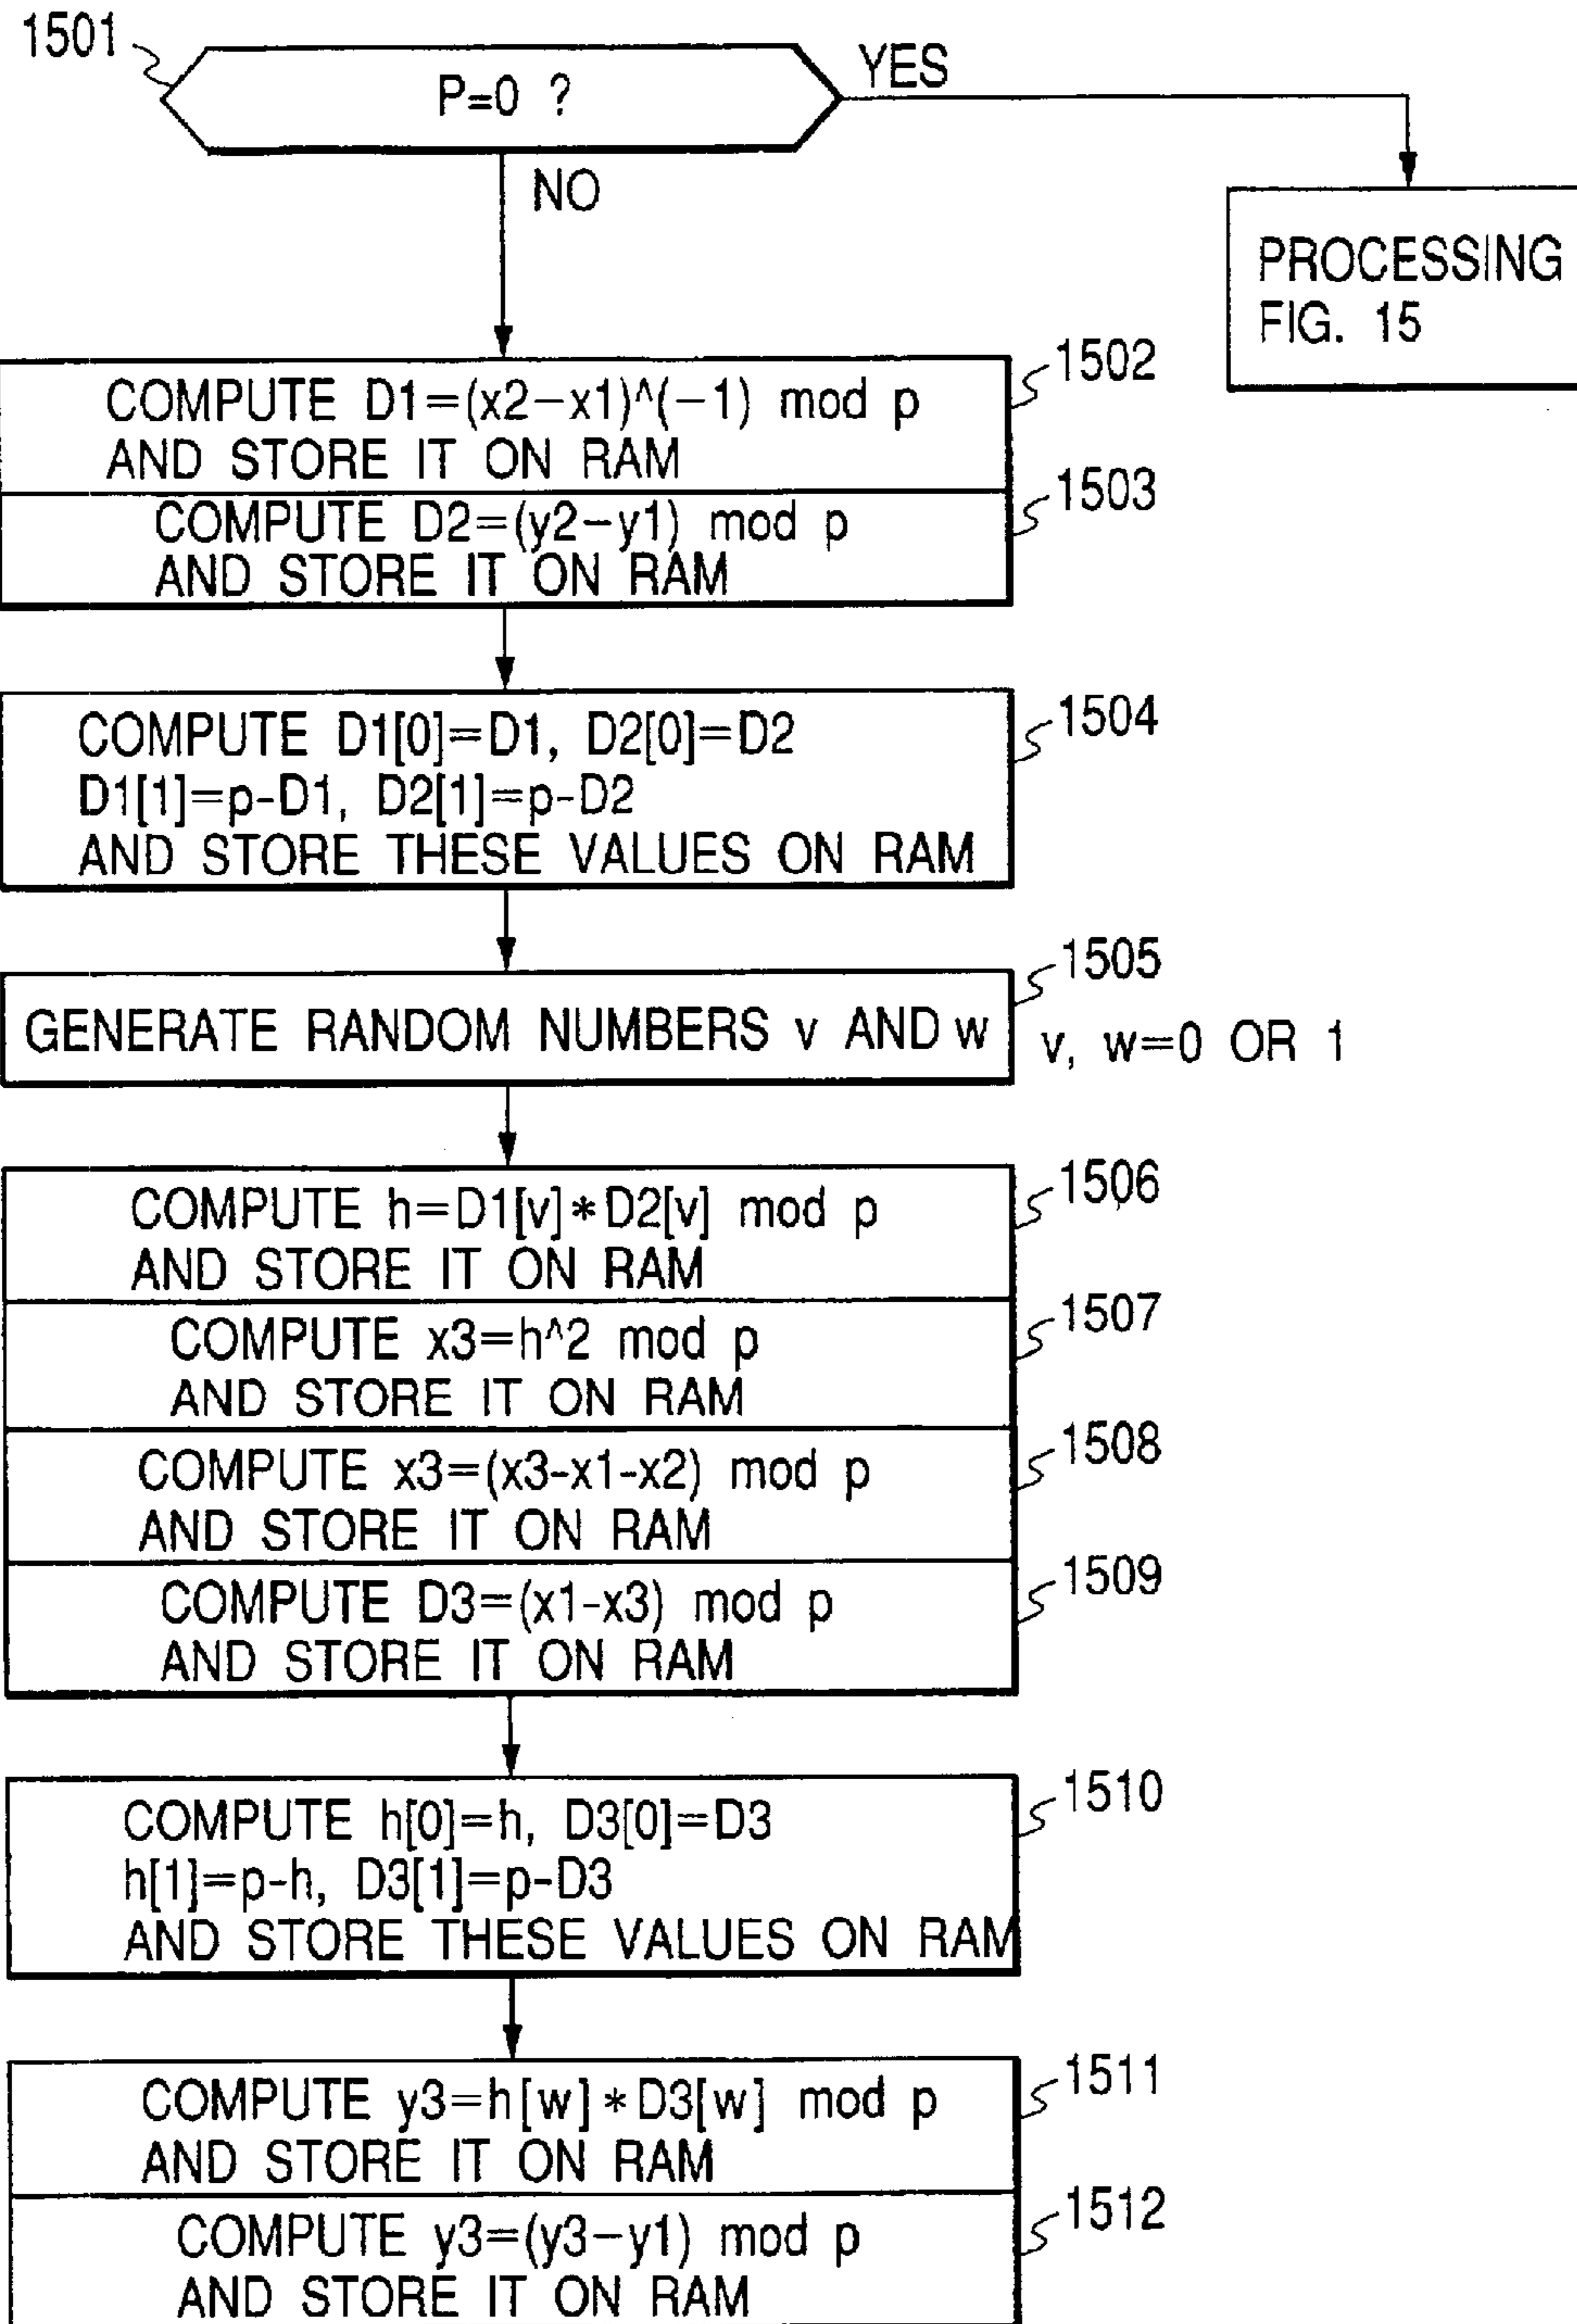 1501
P=0 ?
YES
NO
PROCESSING
FIG. 15
1502
COMPUTE D1=(x2-x1)^(-1) mod p
AND STORE IT ON RAM
1503
COMPUTE D2=(y2-y1) mod p
AND STORE IT ON RAM
1504
COMPUTE D1[0]=D1, D2[0]=D2
D1[1]=p-D1, D2[1]=p-D2
AND STORE THESE VALUES ON RAM
1505
GENERATE RANDOM NUMBERS v AND w
v, w=0 OR 1
1506
COMPUTE h=D1[v]*D2[v] mod p
AND STORE IT ON RAM
1507
COMPUTE x3=h^2 mod p
AND STORE IT ON RAM
1508
COMPUTE x3=(x3-x1-x2) mod p
AND STORE IT ON RAM
1509
COMPUTE D3=(x1-x3) mod p
AND STORE IT ON RAM
1510
COMPUTE h[0]=h, D3[0]=D3
h[1]=p-h, D3[1]=p-D3
AND STORE THESE VALUES ON RAM
1511
COMPUTE y3=h[w]*D3[w] mod p
AND STORE IT ON RAM
1512
COMPUTE y3=(y3-y1) mod p
AND STORE IT ON RAM